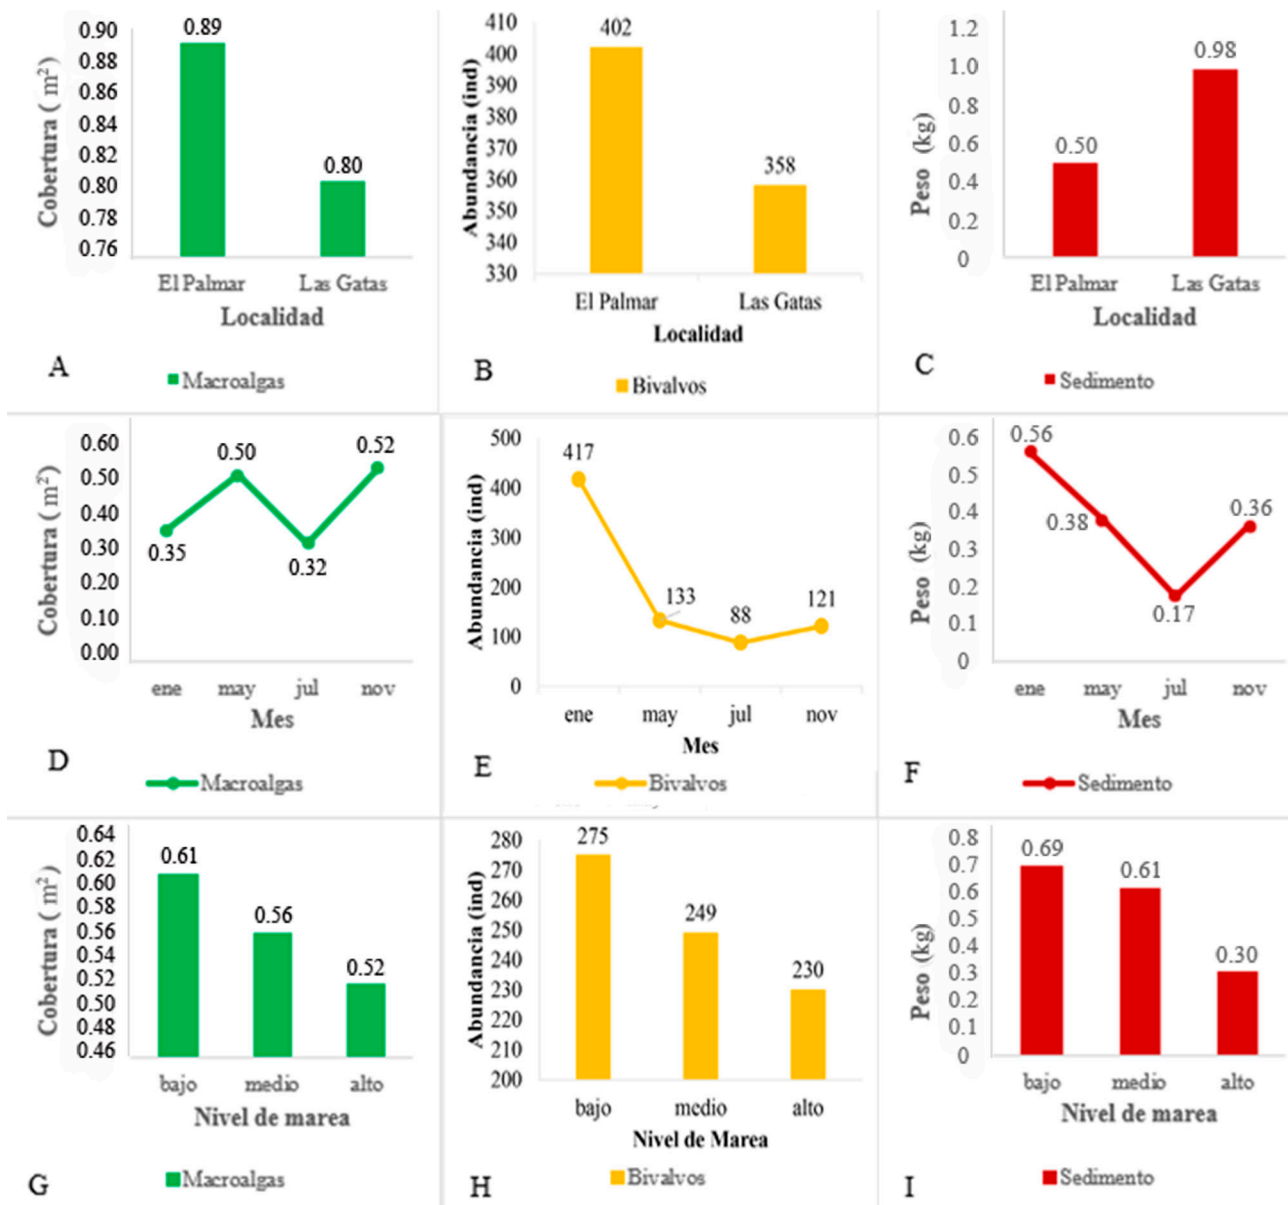 Cobertura ( m²)
0.90
0.88
0.86
0.84
0.82
0.80
0.78
0.76
0.89
0.80
El Palmar Las Gatas
Localidad
A
Macroalgas
Abundancia (ind)
410
400
390
380
370
360
350
340
330
402
358
El Palmar Las Gatas
Localidad
B
Bivalvos
Peso (kg)
1.2
1.0
0.8
0.6
0.4
0.2
0
0.50
0.98
El Palmar Las Gatas
Localidad
C
Sedimento
Cobertura ( m²)
0.60
0.50
0.40
0.30
0.20
0.10
0.00
0.35
0.50
0.32
0.52
ene may jul nov
Mes
D
Macroalgas
Abundancia (ind)
500
400
300
200
100
0
417
133
88
121
ene may jul nov
Mes
E
Bivalvos
Peso (kg)
0.6
0.5
0.4
0.3
0.2
0.1
0
0.56
0.38
0.17
0.36
ene may jul nov
Mes
F
Sedimento
Cobertura ( m²)
0.64
0.62
0.60
0.58
0.56
0.54
0.52
0.50
0.48
0.46
0.61
0.56
0.52
bajo medio alto
Nivel de marea
G
Macroalgas
Abundancia (ind)
280
270
260
250
240
230
220
210
200
275
249
230
bajo medio alto
Nivel de Marea
H
Bivalvos
Peso (kg)
0.8
0.7
0.6
0.5
0.4
0.3
0.2
0.1
0
0.69
0.61
0.30
bajo medio alto
Nivel de marea
I
Sedimento